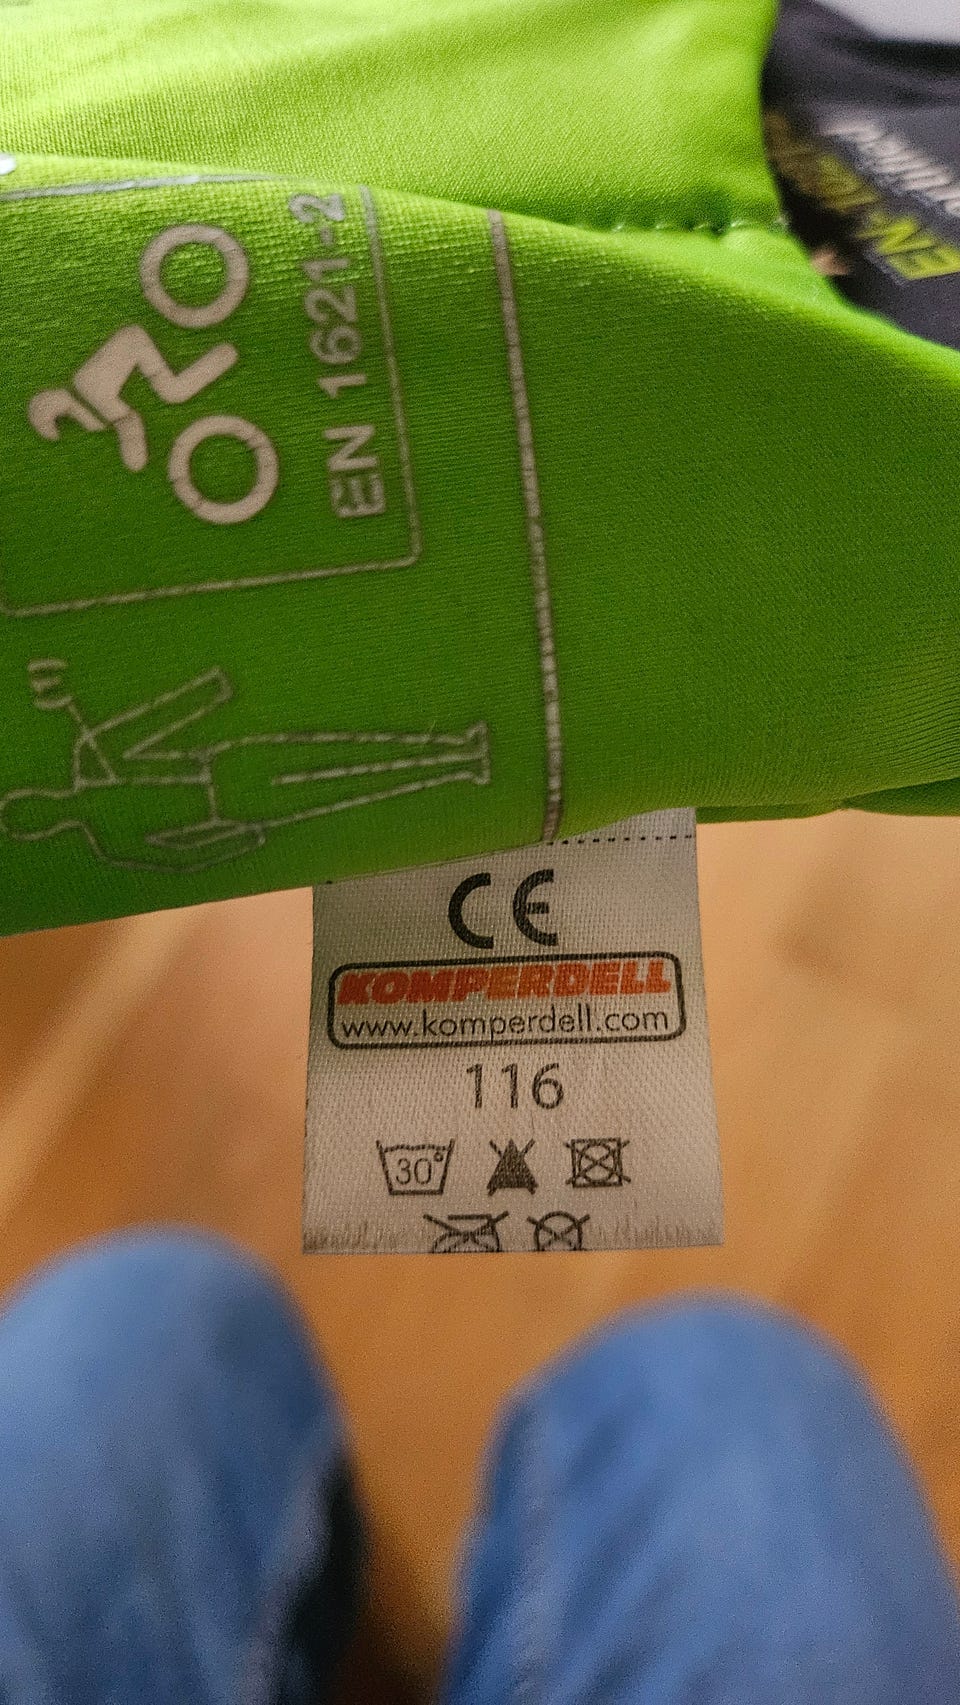 EN 1621-2
CE
KOMPERDELL
www.komperdell.com
116
30°